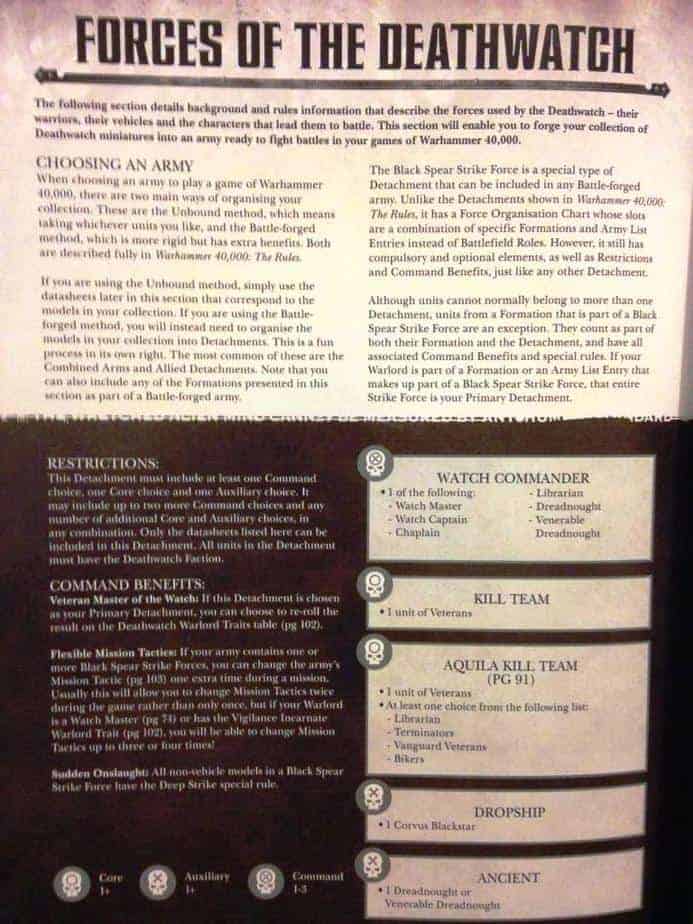 FORCES OF THE DEATHWATCH
The following section details background and rules information that describe the forces used by the Deathwatch – their
warriors, their vehicles and the characters that lead them to battle. This section will enable you to forge your collection of
Deathwatch miniatures into an army ready to fight battles in your games of Warhammer 40,000.
CHOOSING AN ARMY
When choosing an army to play a game of Warhammer
40,000, there are two main ways of organising your
collection. These are the Unbound method, which means
taking whichever units you like, and the Battle-forged
method, which is more rigid but has extra benefits. Both
are described fully in Warhammer 40,000: The Rules.
If you are using the Unbound method, simply use the
datasheets later in this section that correspond to the
models in your collection. If you are using the Battle-
forged method, you will instead need to organise the
models in your collection into Detachments. This is a fun
process in its own right. The most common of these are the
Combined Arms and Allied Detachments. Note that you
can also include any of the Formations presented in this
section as part of a Battle-forged army.
The Black Spear Strike Force is a special type of
Detachment that can be included in any Battle-forged
army. Unlike the Detachments shown in Warhammer 40,000:
The Rules, it has a Force Organisation Chart whose slots
are a combination of specific Formations and Army List
Entries instead of Battlefield Roles. However, it still has
compulsory and optional elements, as well as Restrictions
and Command Benefits, just like any other Detachment.
Although units cannot normally belong to more than one
Detachment, units from a Formation that is part of a Black
Spear Strike Force are an exception. They count as part of
both their Formation and the Detachment, and have all
associated Command Benefits and special rules. If your
Warlord is part of a Formation or an Army List Entry that
makes up part of a Black Spear Strike Force, that entire
Strike Force is your Primary Detachment.
RESTRICTIONS:
This Detachment must include at least one Command
choice, one Core choice and one Auxiliary choice. It
may include up to two more Command choices and any
number of additional Core and Auxiliary choices, in
any combination. Only the datasheets listed here can be
included in this Detachment. All units in the Detachment
must have the Deathwatch Faction.
COMMAND BENEFITS:
Veteran Master of the Watch: If this Detachment is chosen
as your Primary Detachment, you can choose to re-roll the
result on the Deathwatch Warlord Traits table (pg 102).
Flexible Mission Tactics: If your army contains one or
more Black Spear Strike Forces, you can change the army's
Mission Tactic (pg 103) one extra time during a mission.
Usually this will allow you to change Mission Tactics twice
during the game rather than only once, but if your Warlord
is a Watch Master (pg 74) or has the Vigilance Incarnate
Warlord Trait (pg 102), you will be able to change Mission
Tactics up to three or four times!
Sudden Onslaught: All non-vehicle models in a Black Spear
Strike Force have the Deep Strike special rule.
Core
1+
Auxiliary
1+
Command
1-3
WATCH COMMANDER
• 1 of the following:
- Watch Master
- Watch Captain
- Chaplain
- Librarian
- Dreadnought
- Venerable
Dreadnought
KILL TEAM
• 1 unit of Veterans
AQUILA KILL TEAM
(PG 91)
• 1 unit of Veterans
• At least one choice from the following list:
- Librarian
- Terminators
- Vanguard Veterans
- Bikers
DROPSHIP
• 1 Corvus Blackstar
ANCIENT
• 1 Dreadnought or
Venerable Dreadnought